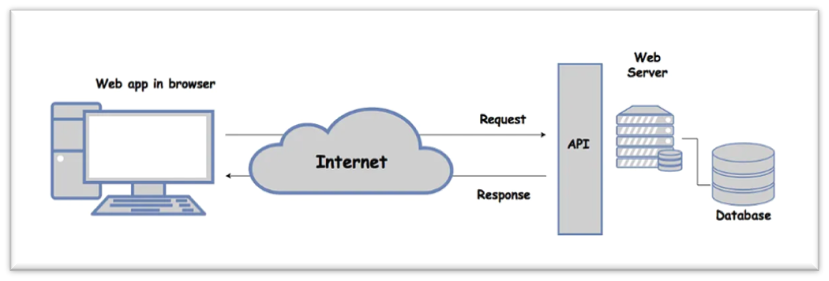 Web app in browser
Internet
Request
Response
API
Web
Server
Database